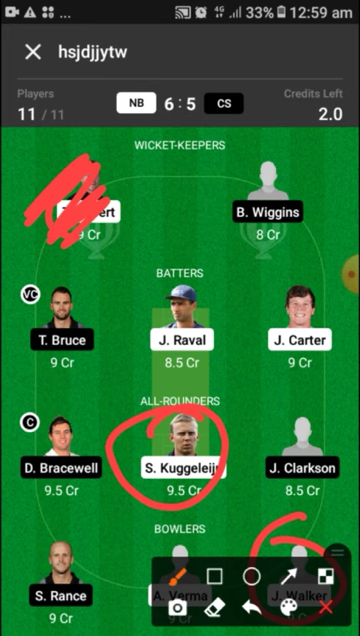 4G 33% 12:59 am
hsjdjjytw
Players
Credits Left
11 / 11
NB 6 : 5 CS
2.0
WICKET-KEEPERS
B. Wiggins
9 Cr 8 Cr
BATTERS
VC
T. Bruce J. Raval J. Carter
9 Cr 8.5 Cr 9 Cr
ALL-ROUNDERS
C
D. Bracewell S. Kuggeleijn J. Clarkson
9.5 Cr 9.5 Cr 8.5 Cr
BOWLERS
S. Rance A. Verma J. Walker
9 Cr 9 Cr